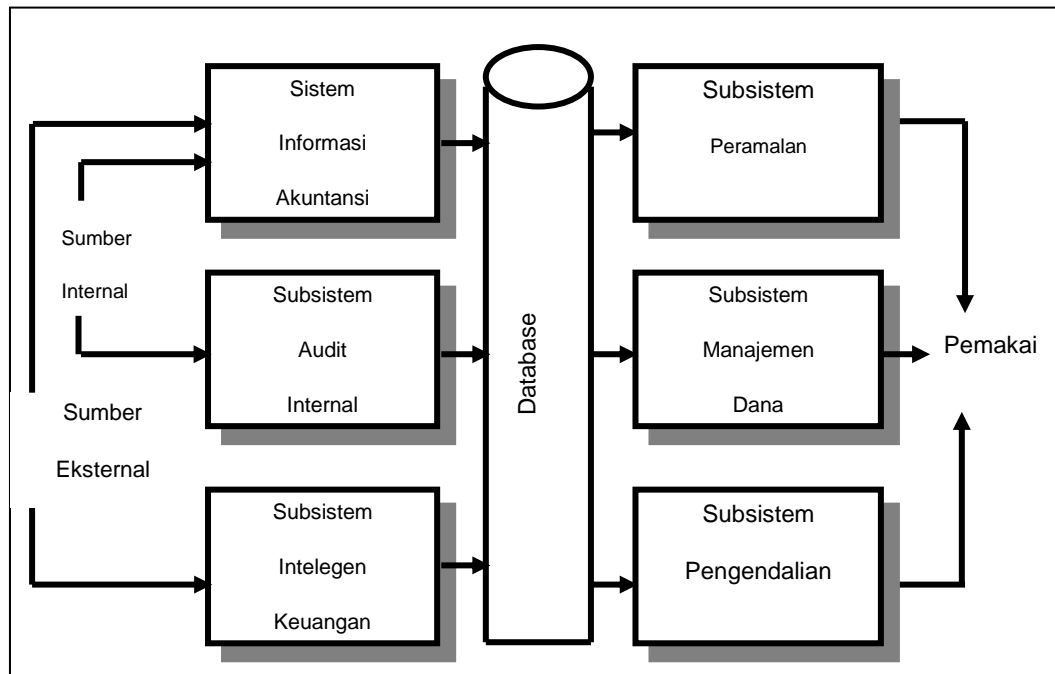 Sistem
Informasi
Akuntansi
Subsistem
Peramalan
Sumber
Internal
Subsistem
Audit
Internal
Database
Subsistem
Manajemen
Dana
Pemakai
Sumber
Eksternal
Subsistem
Intelegen
Keuangan
Subsistem
Pengendalian